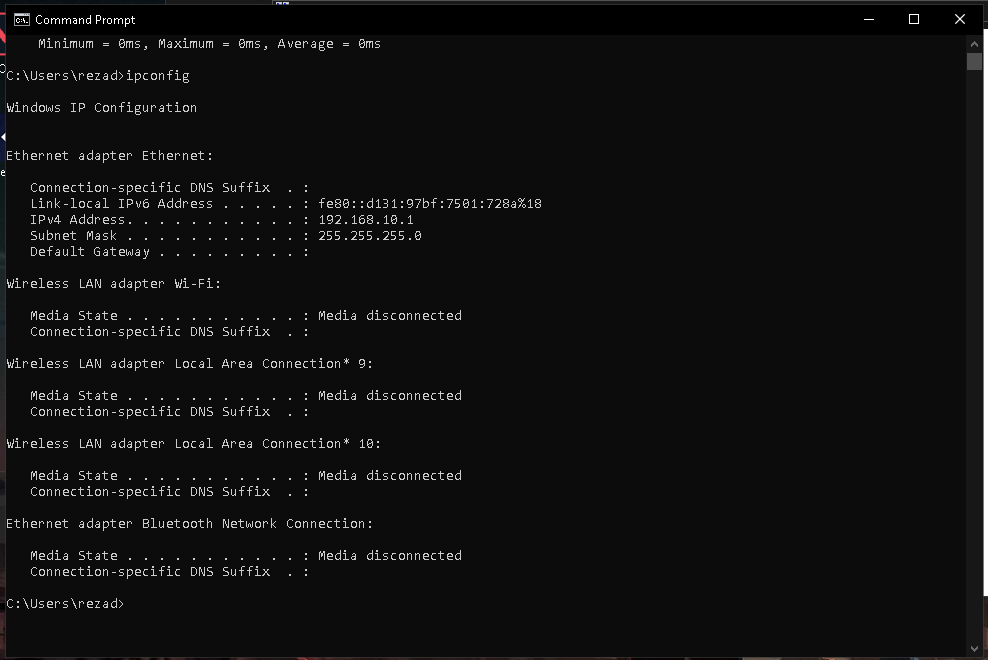 Command Prompt
Minimum = 0ms, Maximum = 0ms, Average = 0ms
C:\Users\rezad>ipconfig
Windows IP Configuration
Ethernet adapter Ethernet:
Connection-specific DNS Suffix  . :
Link-local IPv6 Address . . . . . : fe80::d131:97bf:7501:728a%18
IPv4 Address. . . . . . . . . . . : 192.168.10.1
Subnet Mask . . . . . . . . . . . : 255.255.255.0
Default Gateway . . . . . . . . . :
Wireless LAN adapter Wi-Fi:
Media State . . . . . . . . . . . : Media disconnected
Connection-specific DNS Suffix  . :
Wireless LAN adapter Local Area Connection* 9:
Media State . . . . . . . . . . . : Media disconnected
Connection-specific DNS Suffix  . :
Wireless LAN adapter Local Area Connection* 10:
Media State . . . . . . . . . . . : Media disconnected
Connection-specific DNS Suffix  . :
Ethernet adapter Bluetooth Network Connection:
Media State . . . . . . . . . . . : Media disconnected
Connection-specific DNS Suffix  . :
C:\Users\rezad>